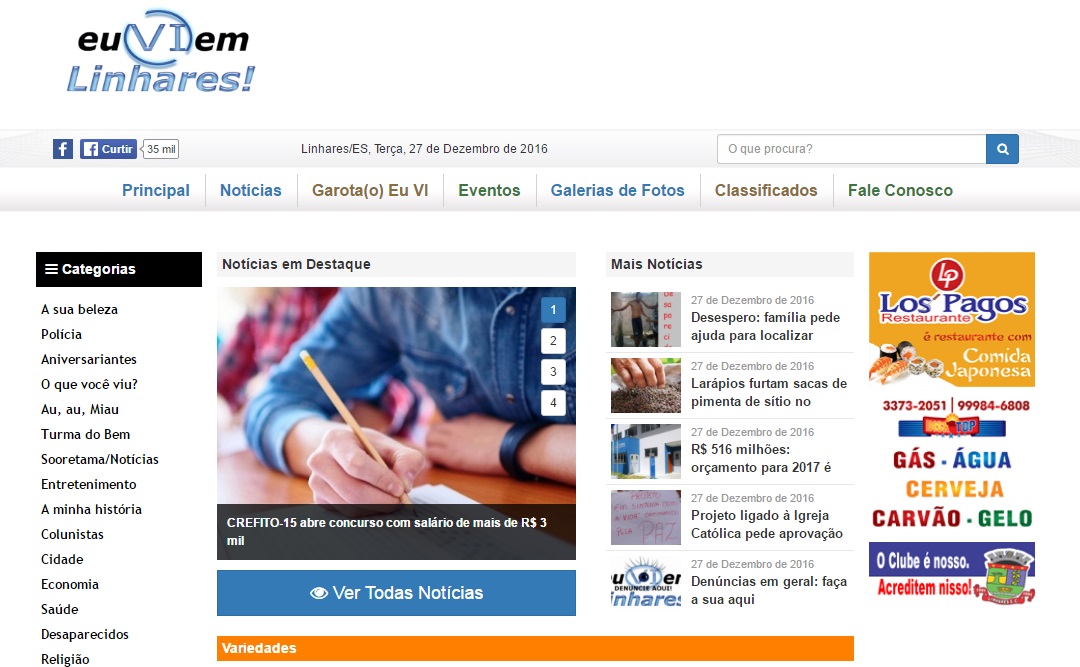 euVIem
Linhares!
Curtir
35 mil
Linhares/ES, Terça, 27 de Dezembro de 2016
O que procura?
Principal
Notícias
Garota(o) Eu VI
Eventos
Galerias de Fotos
Classificados
Fale Conosco
Categorias
A sua beleza
Polícia
Aniversariantes
O que você viu?
Au, au, Miau
Turma do Bem
Sooretama/Notícias
Entretenimento
A minha história
Colunistas
Cidade
Economia
Saúde
Desaparecidos
Religião
Notícias em Destaque
1
2
3
4
CREFITO-15 abre concurso com salário de mais de R$ 3
mil
Ver Todas Notícias
Variedades
Mais Notícias
27 de Dezembro de 2016
Desespero: família pede
ajuda para localizar
27 de Dezembro de 2016
Larápios furtam sacas de
pimenta de sítio no
27 de Dezembro de 2016
R$ 516 milhões:
orçamento para 2017 é
27 de Dezembro de 2016
Projeto ligado à Igreja
Católica pede aprovação
PAZ
27 de Dezembro de 2016
Denúncias em geral: faça
a sua aqui
DENUNCIE AQUI!
LP
Los Pagos
Restaurante
é restaurante com
Comida
Japonesa
3373-2051 | 99984-6808
TOP
GÁS - ÁGUA
CERVEJA
CARVÃO - GELO
O Clube é nosso.
Acreditem nisso!